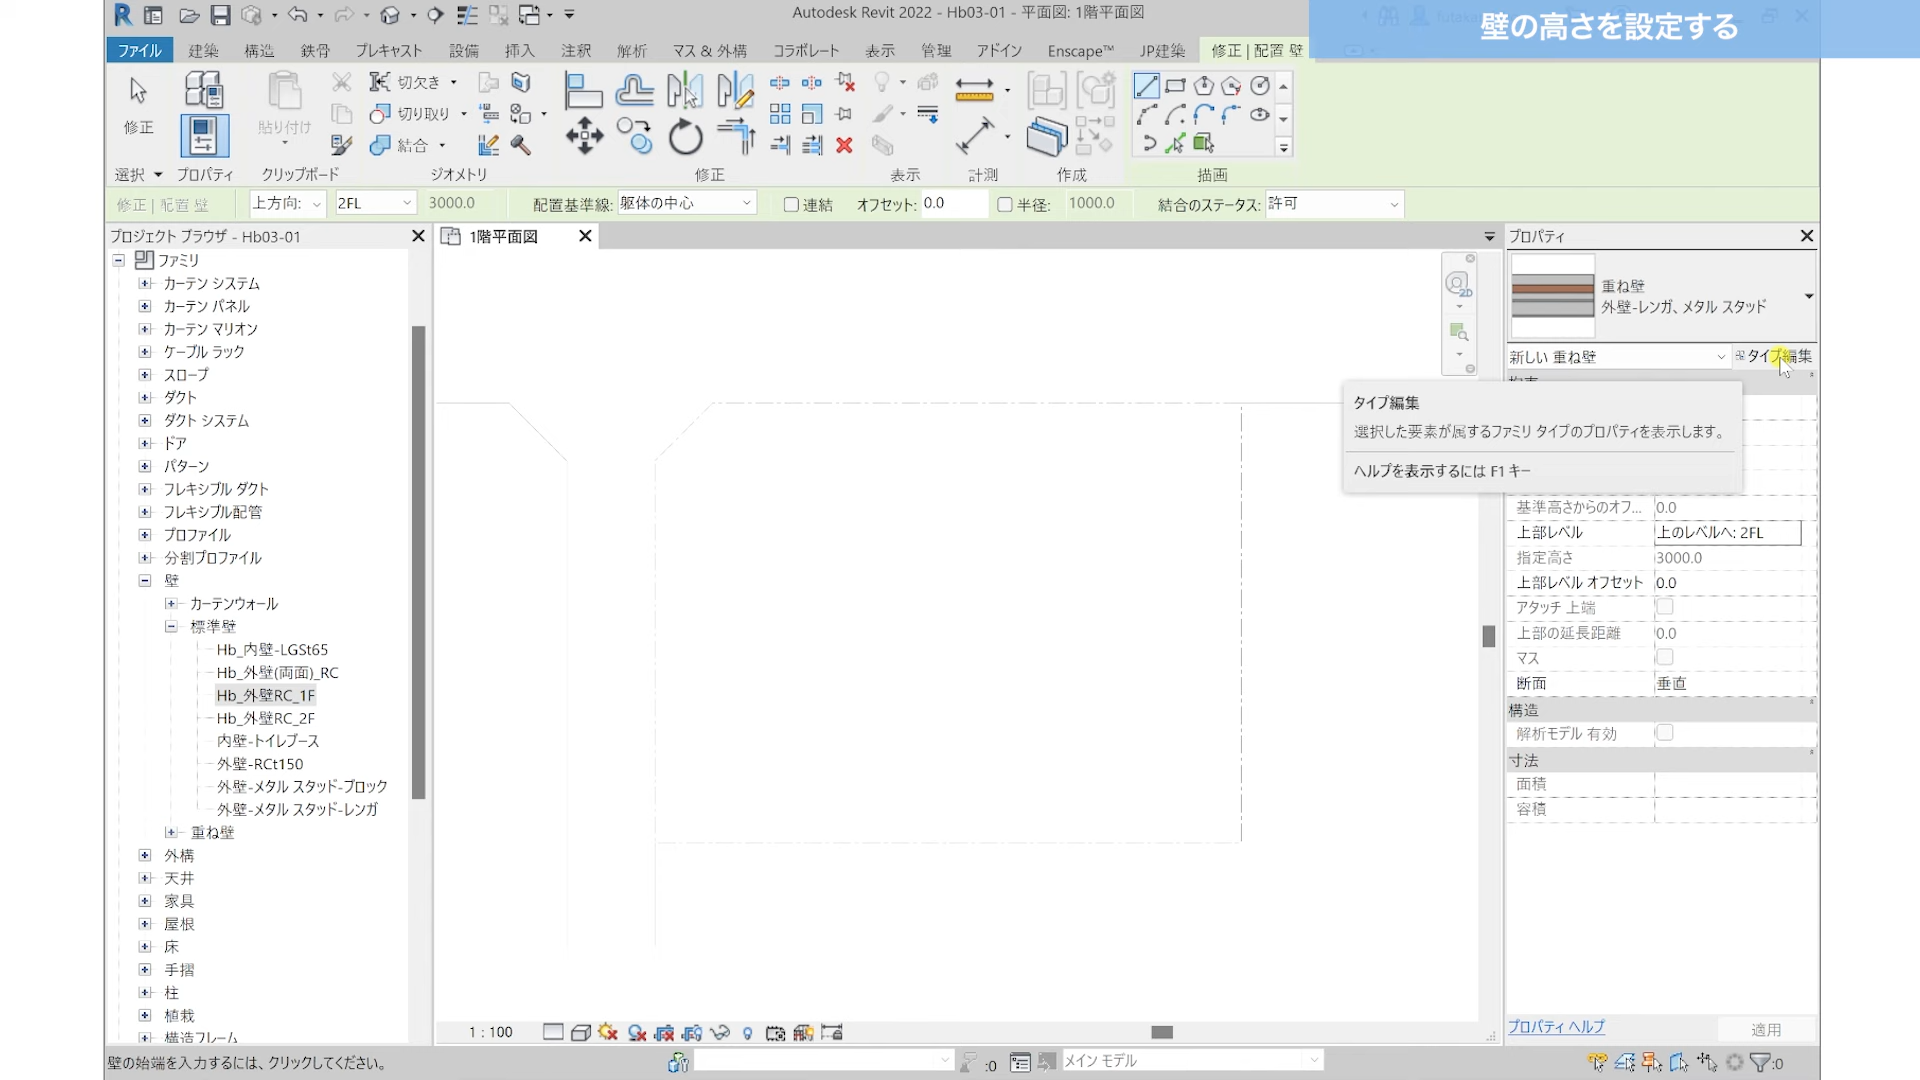 Autodesk Revit 2022 - Hb03-01 - 平面図: 1階平面図
壁の高さを設定する
ファイル 建築 構造 鉄骨 プレキャスト 設備 挿入 注釈 解析 マス & 外構 コラボレート 表示 管理 アドイン Enscape™ JP建築 修正 | 配置 壁
修正 貼り付け 切欠き 切り取り 結合
選択 プロパティ クリップボード ジオメトリ 修正 表示 計測 作成 描画
修正 | 配置 壁 上方向: 2FL 3000.0 配置基準線: 躯体の中心 連結 オフセット: 0.0 半径: 1000.0 結合のステータス: 許可
プロジェクト ブラウザ - Hb03-01
1階平面図
プロパティ
ファミリ
カーテン システム
カーテン パネル
カーテン マリオン
ケーブル ラック
スロープ
ダクト
ダクト システム
ドア
パターン
フレキシブル ダクト
フレキシブル配管
プロファイル
分割プロファイル
壁
カーテンウォール
標準壁
Hb_内壁-LGSt65
Hb_外壁(両面)_RC
Hb_外壁RC_1F
Hb_外壁RC_2F
内壁-トイレブース
外壁-RCt150
外壁-メタル スタッド-ブロック
外壁-メタル スタッド-レンガ
重ね壁
外構
天井
家具
屋根
床
手摺
柱
植栽
構造フレーム
2D
重ね壁
外壁-レンガ、メタル スタッド
新しい 重ね壁 タイプ編集
タイプ編集
選択した要素が属するファミリ タイプのプロパティを表示します。
ヘルプを表示するには F1 キー
基準高さからのオフ... 0.0
上部レベル 上のレベルへ: 2FL
指定高さ 3000.0
上部レベル オフセット 0.0
アタッチ 上端
上部の延長距離 0.0
マス
断面 垂直
構造
解析モデル 有効
寸法
面積
容積
プロパティ ヘルプ 適用
1 : 100
壁の始端を入力するには、クリックしてください。 :0 メイン モデル :0